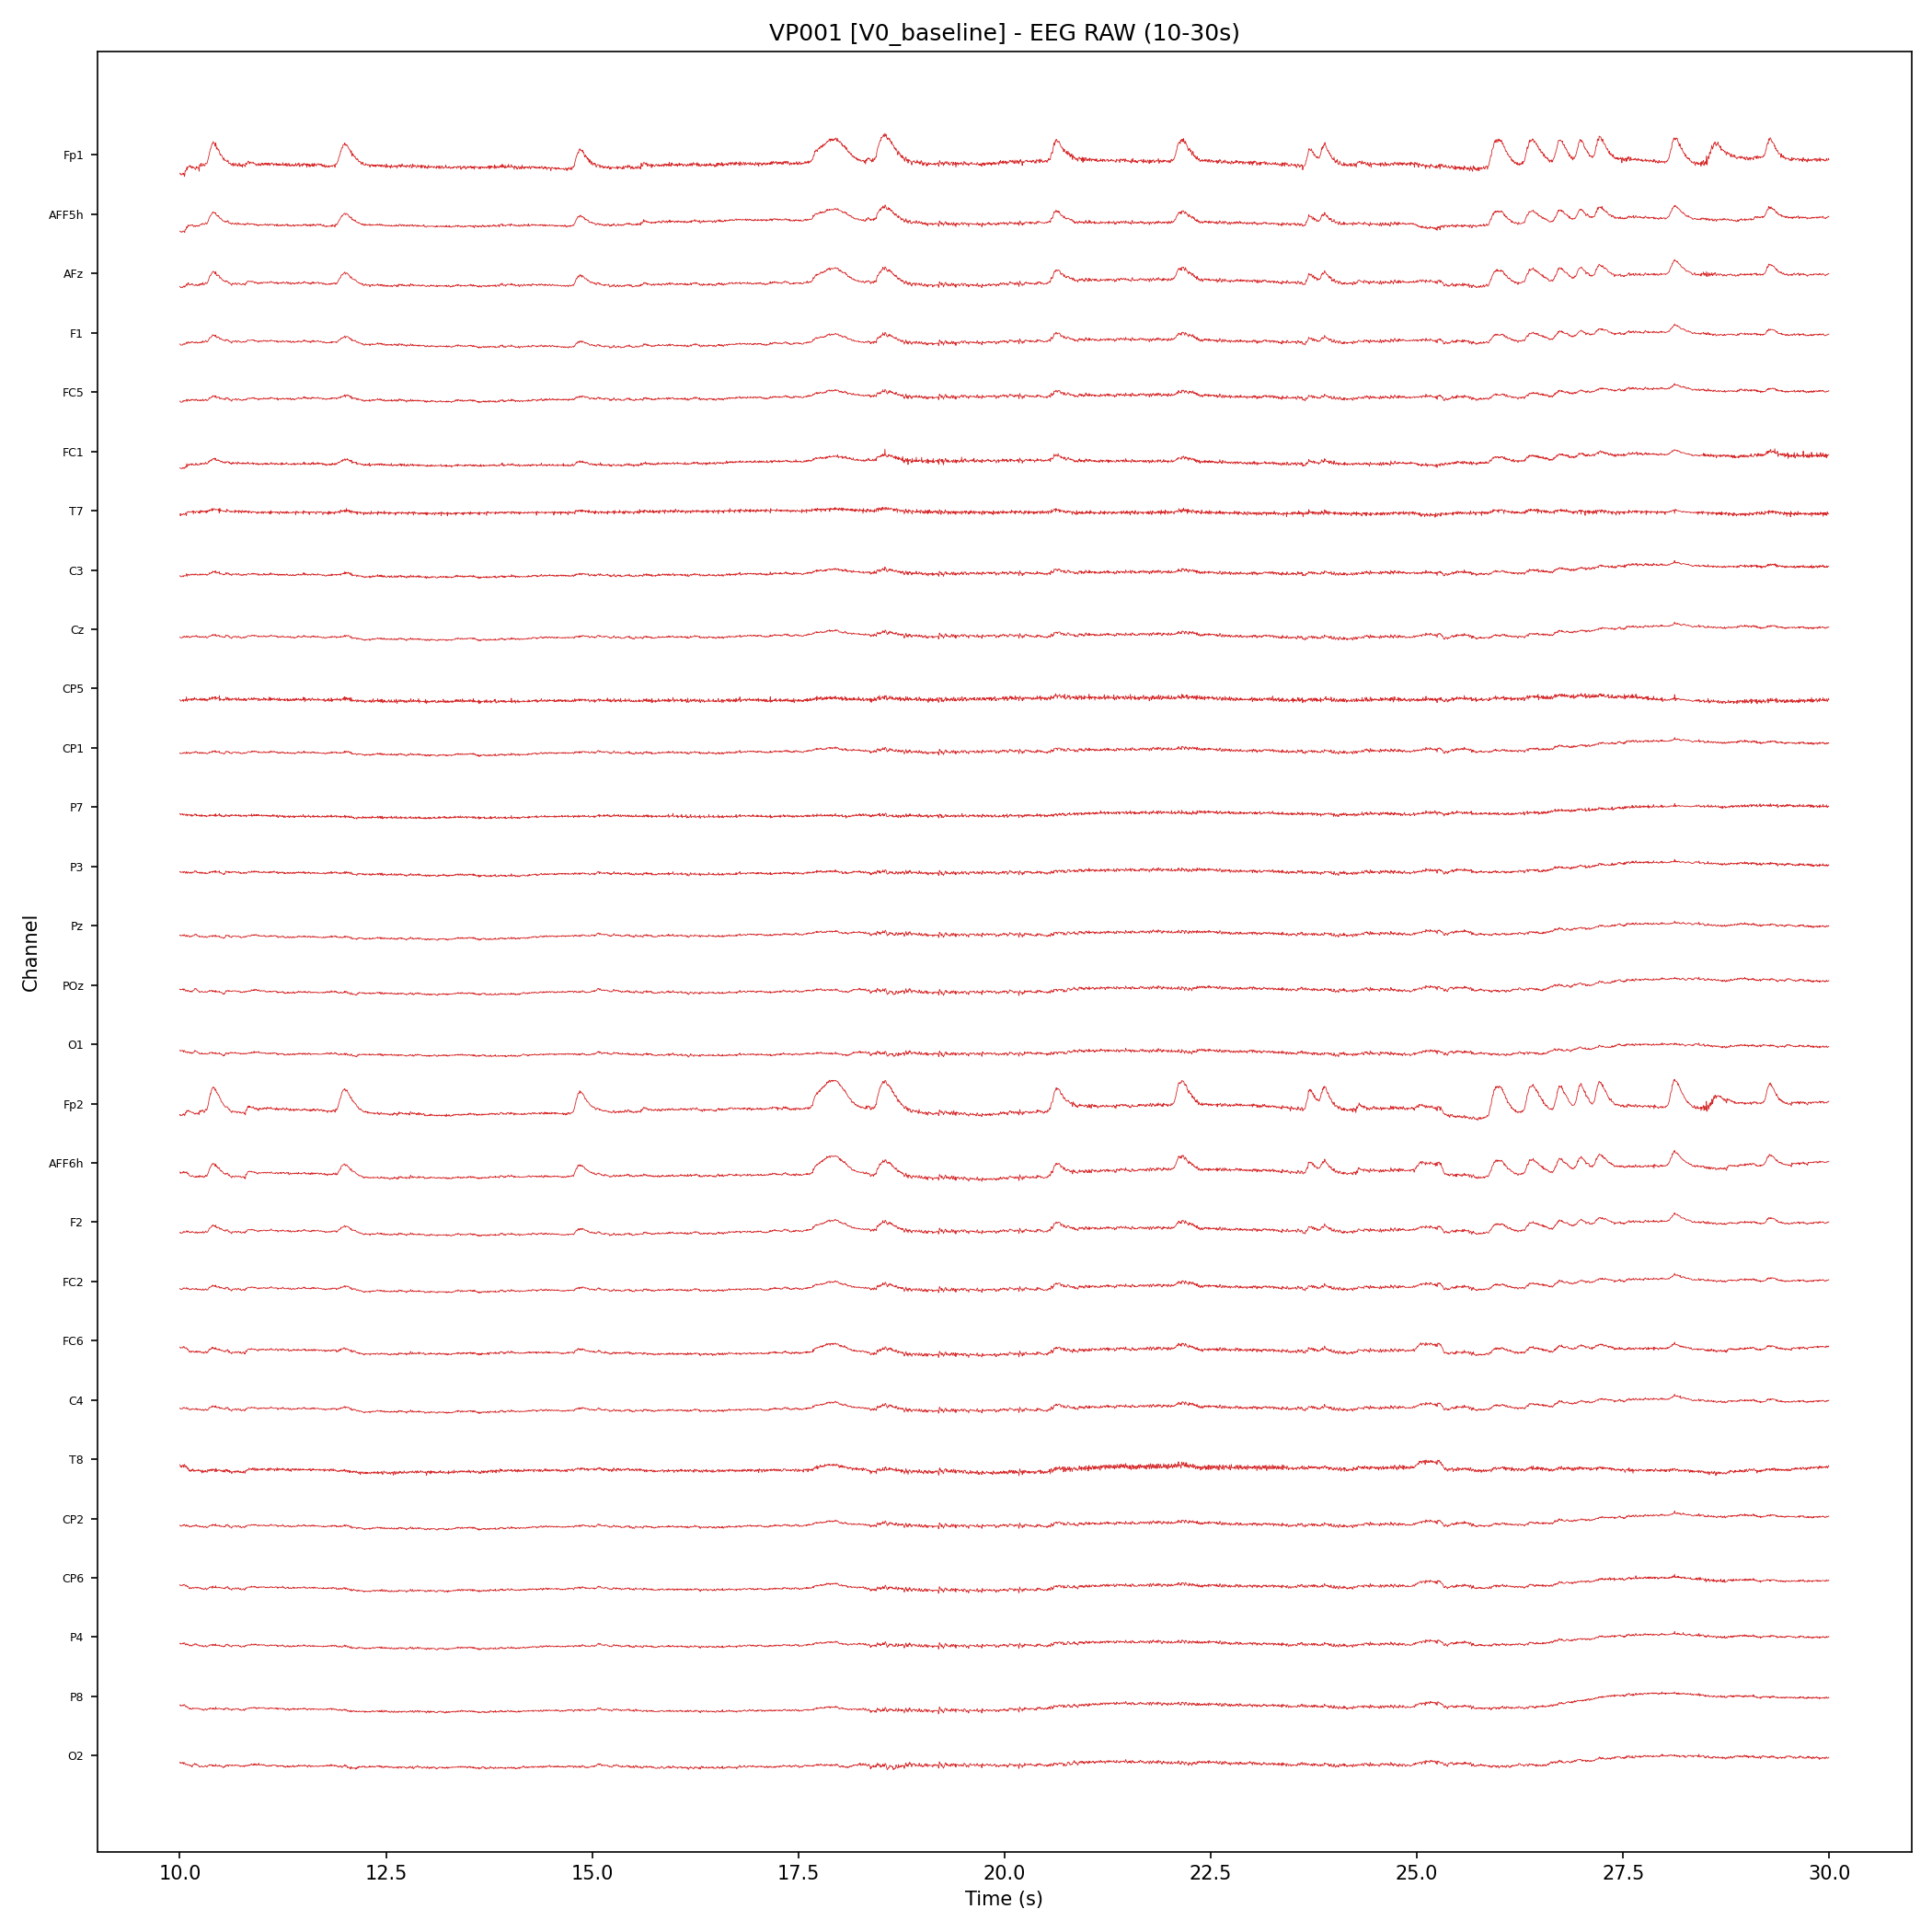 VP001 [V0_baseline] - EEG RAW (10-30s)
Fp1
AFF5h
AFz
F1
FC5
FC1
T7
C3
Cz
CP5
CP1
P7
P3
Pz
POz
O1
Fp2
AFF6h
F2
FC2
FC6
C4
T8
CP2
CP6
P4
P8
O2
Channel
10.0 12.5 15.0 17.5 20.0 22.5 25.0 27.5 30.0
Time (s)